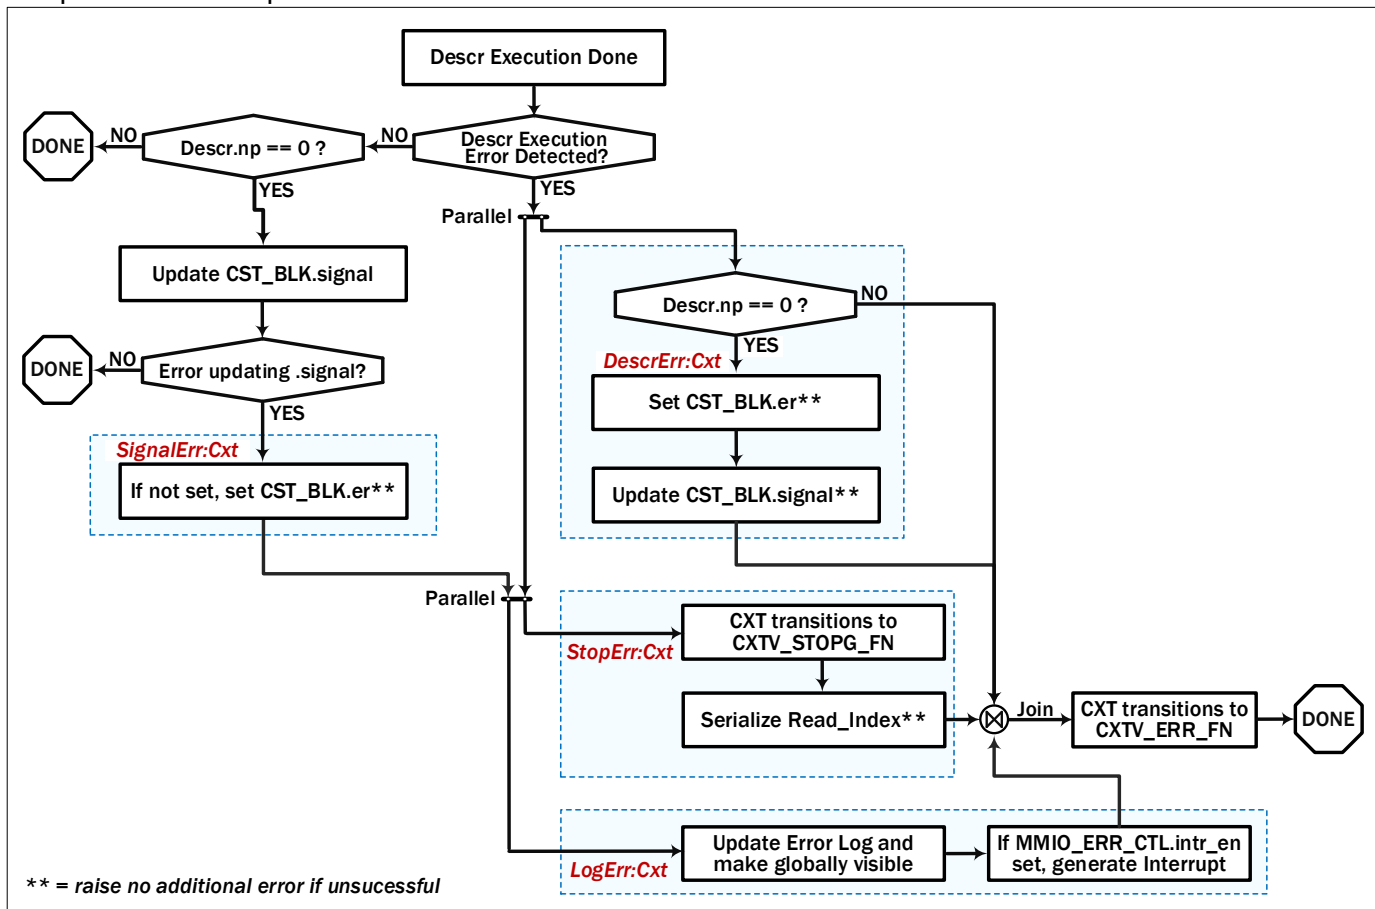 Descr Execution Done
DONE
NO
Descr.np == 0 ?
NO
Descr Execution
Error Detected?
YES
YES
Parallel
Update CST_BLK.signal
Descr.np == 0 ?
NO
YES
DescrErr:Cxt
DONE
NO
Error updating .signal?
Set CST_BLK.er**
YES
SignalErr:Cxt
If not set, set CST_BLK.er**
Update CST_BLK.signal**
Parallel
CXT transitions to
CXTV_STOPG_FN
StopErr:Cxt
Serialize Read_Index**
Join
CXT transitions to
CXTV_ERR_FN
DONE
Update Error Log and
make globally visible
LogErr:Cxt
If MMIO_ERR_CTL.intr_en
set, generate Interrupt
** = raise no additional error if unsucessful